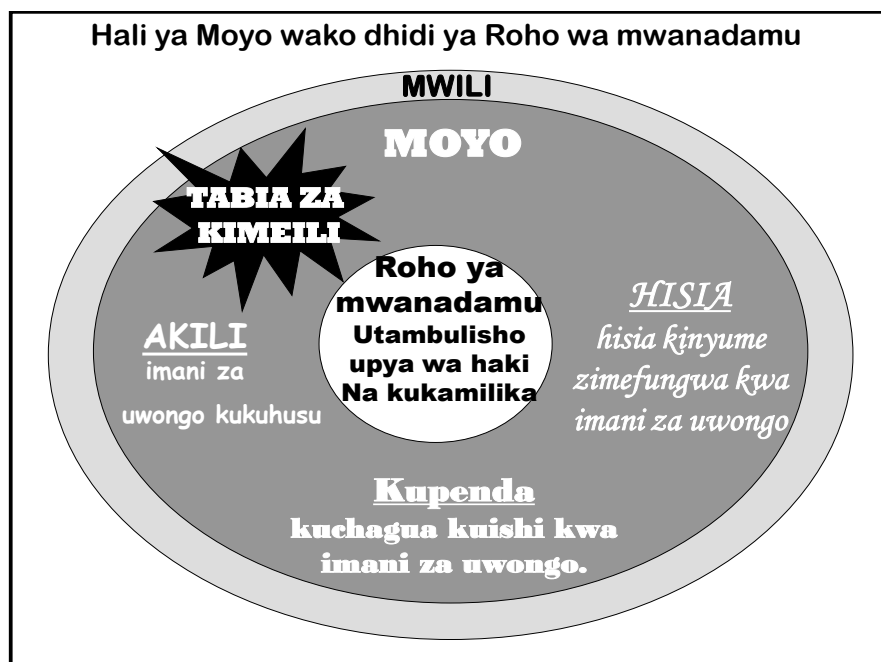 Hali ya Moyo wako dhidi ya Roho wa mwanadamu
MWILI
MOYO
TABIA ZA
KIMEILI
Roho ya
mwanadamu
Utambulisho
upya wa haki
Na kukamilika
AKILI
imani za
uwongo kukuhusu
HISIA
hisia kinyume
zimefungwa kwa
imani za uwongo
Kupenda
kuchagua kuishi kwa
imani za uwongo.